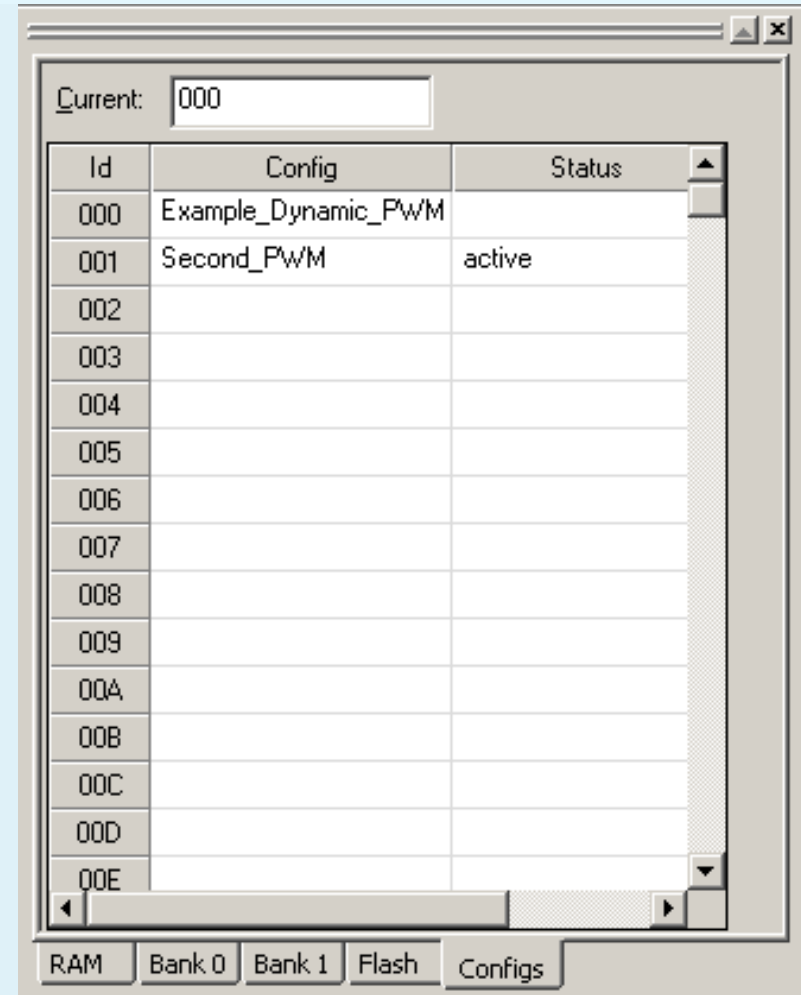 Current: 000
Id Config Status
000 Example_Dynamic_PWM
001 Second_PWM active
002
003
004
005
006
007
008
009
00A
00B
00C
00D
00E
RAM Bank 0 Bank 1 Flash Configs